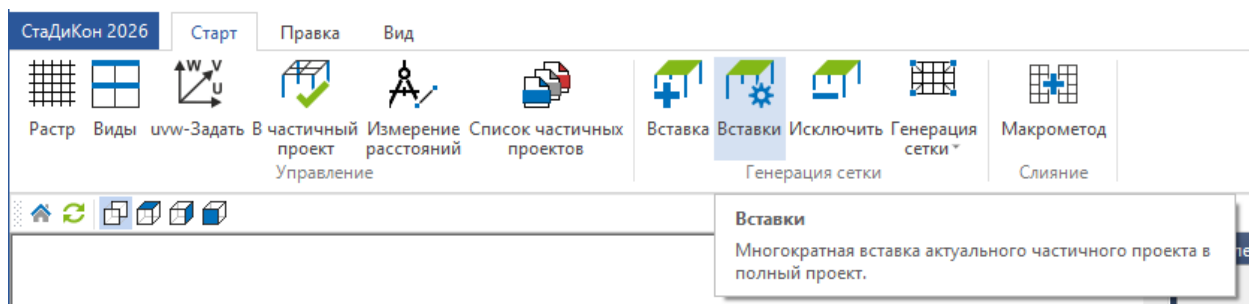 СтаДиКон 2026 Старт Правка Вид
W V U
Растр Виды uvw-Задать В частичный Измерение Список частичных Вставка Вставки Исключить Генерация Макрометод
проект расстояний проектов сетки
Управление Генерация сетки Слияние
Вставки
Многократная вставка актуального частичного проекта в
полный проект.